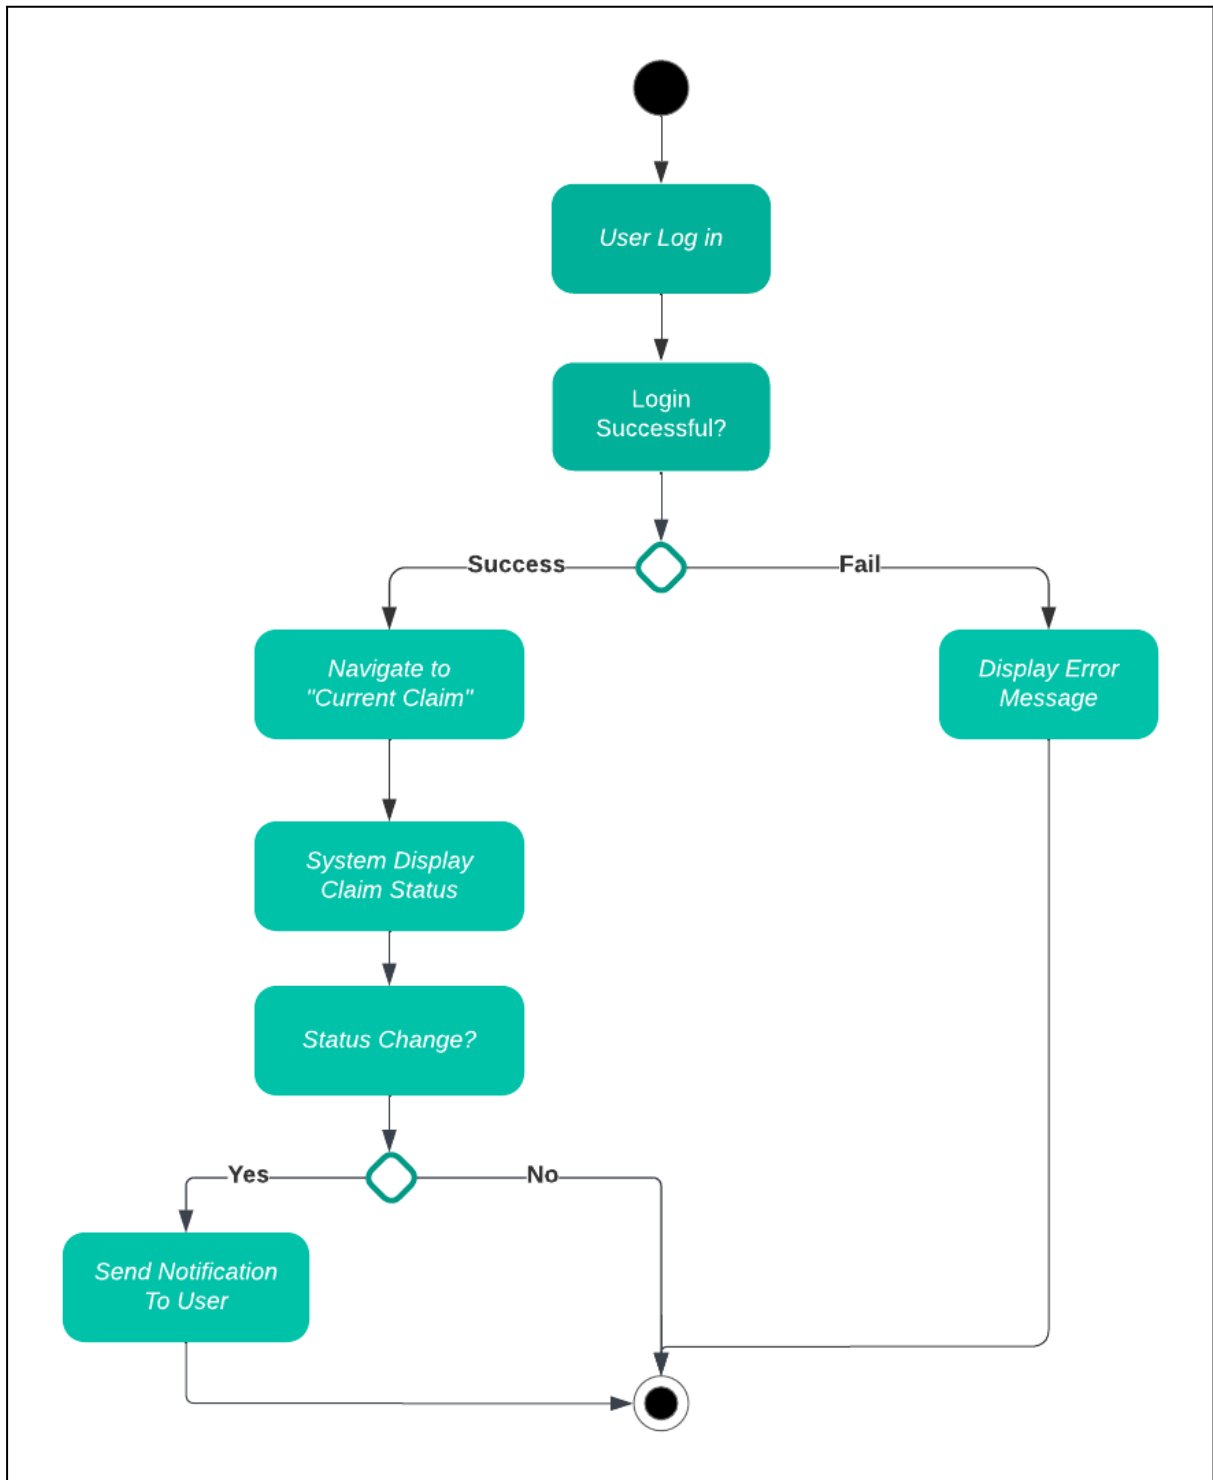 User Log in
Login
Successful?
Success
Fail
Navigate to
"Current Claim"
Display Error
Message
System Display
Claim Status
Status Change?
Yes
No
Send Notification
To User